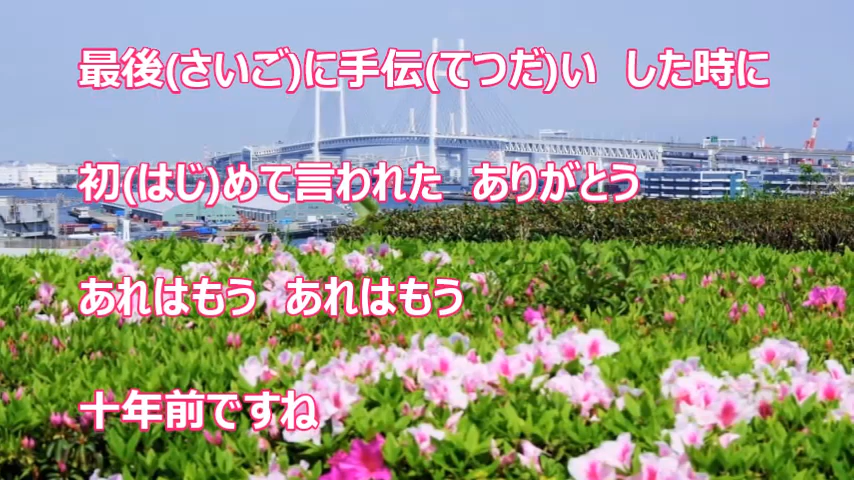 最後(さいご)に手伝(てつだ)い　した時に
初(はじ)めて言われた　ありがとう
あれはもう　あれはもう
十年前ですね